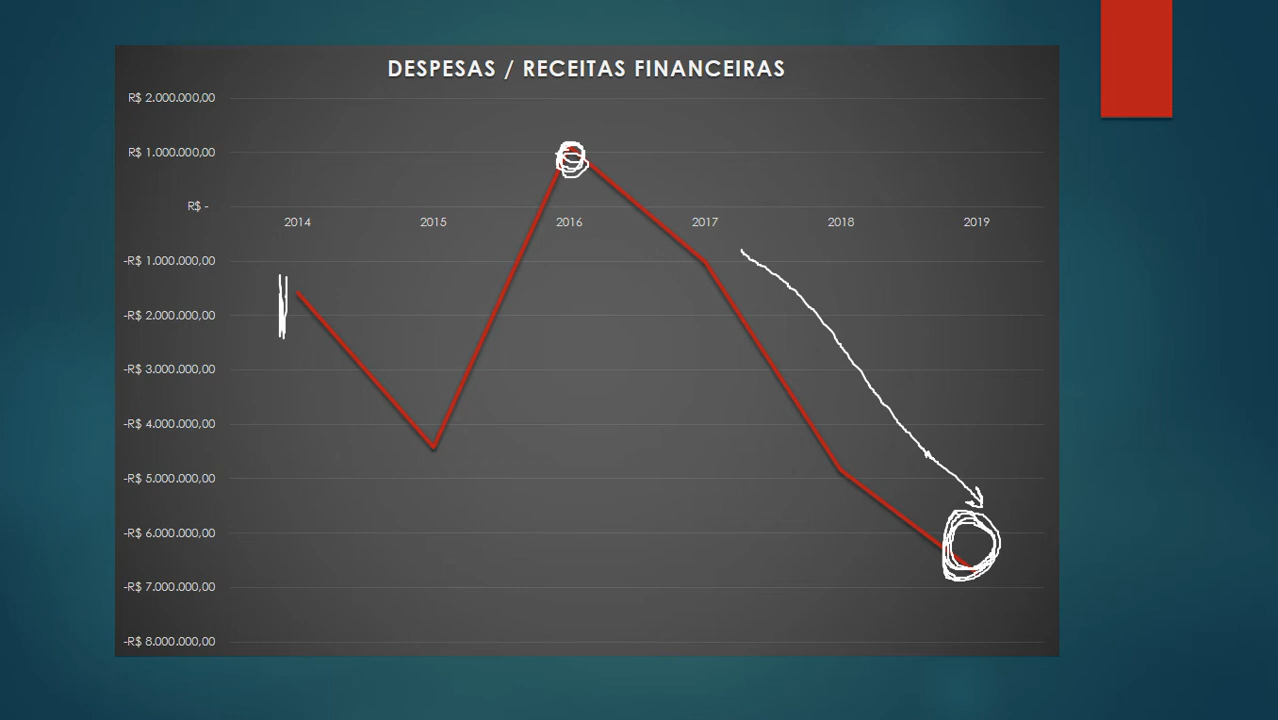 DESPESAS / RECEITAS FINANCEIRAS
R$ 2.000.000,00
R$ 1.000.000,00
R$ -
2014 2015 2016 2017 2018 2019
-R$ 1.000.000,00
-R$ 2.000.000,00
-R$ 3.000.000,00
-R$ 4.000.000,00
-R$ 5.000.000,00
-R$ 6.000.000,00
-R$ 7.000.000,00
-R$ 8.000.000,00